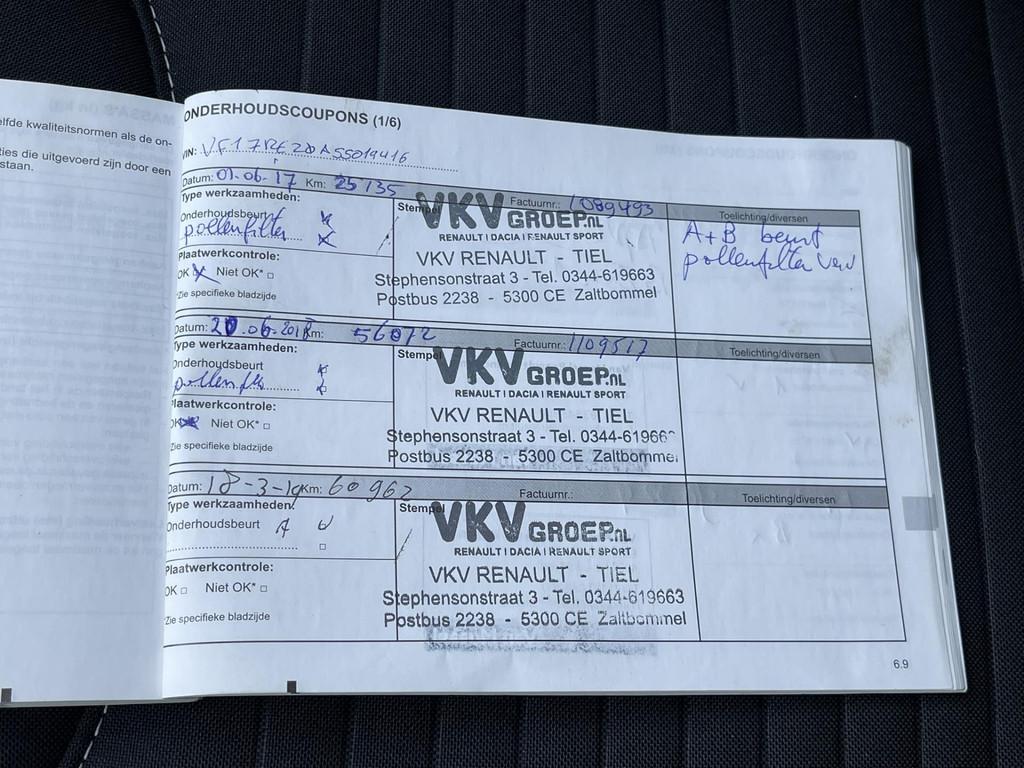 elfde kwaliteitsnormen als de on-
ties die uitgevoerd zijn door een
staan.
ONDERHOUDSCOUPONS (1/6)
VIN: VF17RE20A55019416
Datum: 01-06-17 Km: 25135 Factuurnr.: 1089493
Type werkzaamheden: Stempel Toelichting/diversen
Onderhoudsbeurt
pollenfilter
Plaatwerkcontrole:
OK Niet OK*
*Zie specifieke bladzijde
VKV GROEP.NL
RENAULT | DACIA | RENAULT SPORT
VKV RENAULT - TIEL
Stephensonstraat 3 - Tel. 0344-619663
Postbus 2238 - 5300 CE Zaltbommel
A+B beurt
pollenfilter
Datum: 20.06.2018 Km: 56072 Factuurnr.: 1109517
Type werkzaamheden: Stempel Toelichting/diversen
Onderhoudsbeurt
Plaatwerkcontrole:
OK Niet OK*
Zie specifieke bladzijde
VKV GROEP.NL
RENAULT | DACIA | RENAULT SPORT
VKV RENAULT - TIEL
Stephensonstraat 3 - Tel. 0344-61966
Postbus 2238 - 5300 CE Zaltbommel
Datum: 18-3-19 Km: 60962 Factuurnr.:
Type werkzaamheden: Stempel Toelichting/diversen
Onderhoudsbeurt A
Plaatwerkcontrole:
OK Niet OK*
*Zie specifieke bladzijde
VKV GROEP.NL
RENAULT | DACIA | RENAULT SPORT
VKV RENAULT - TIEL
Stephensonstraat 3 - Tel. 0344-619663
Postbus 2238 - 5300 CE Zaltbommel
6.9